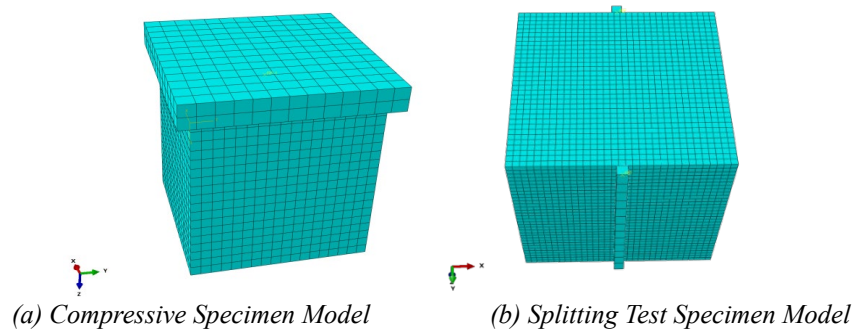 X
Y
Z
X
Y
(a) Compressive Specimen Model
(b) Splitting Test Specimen Model